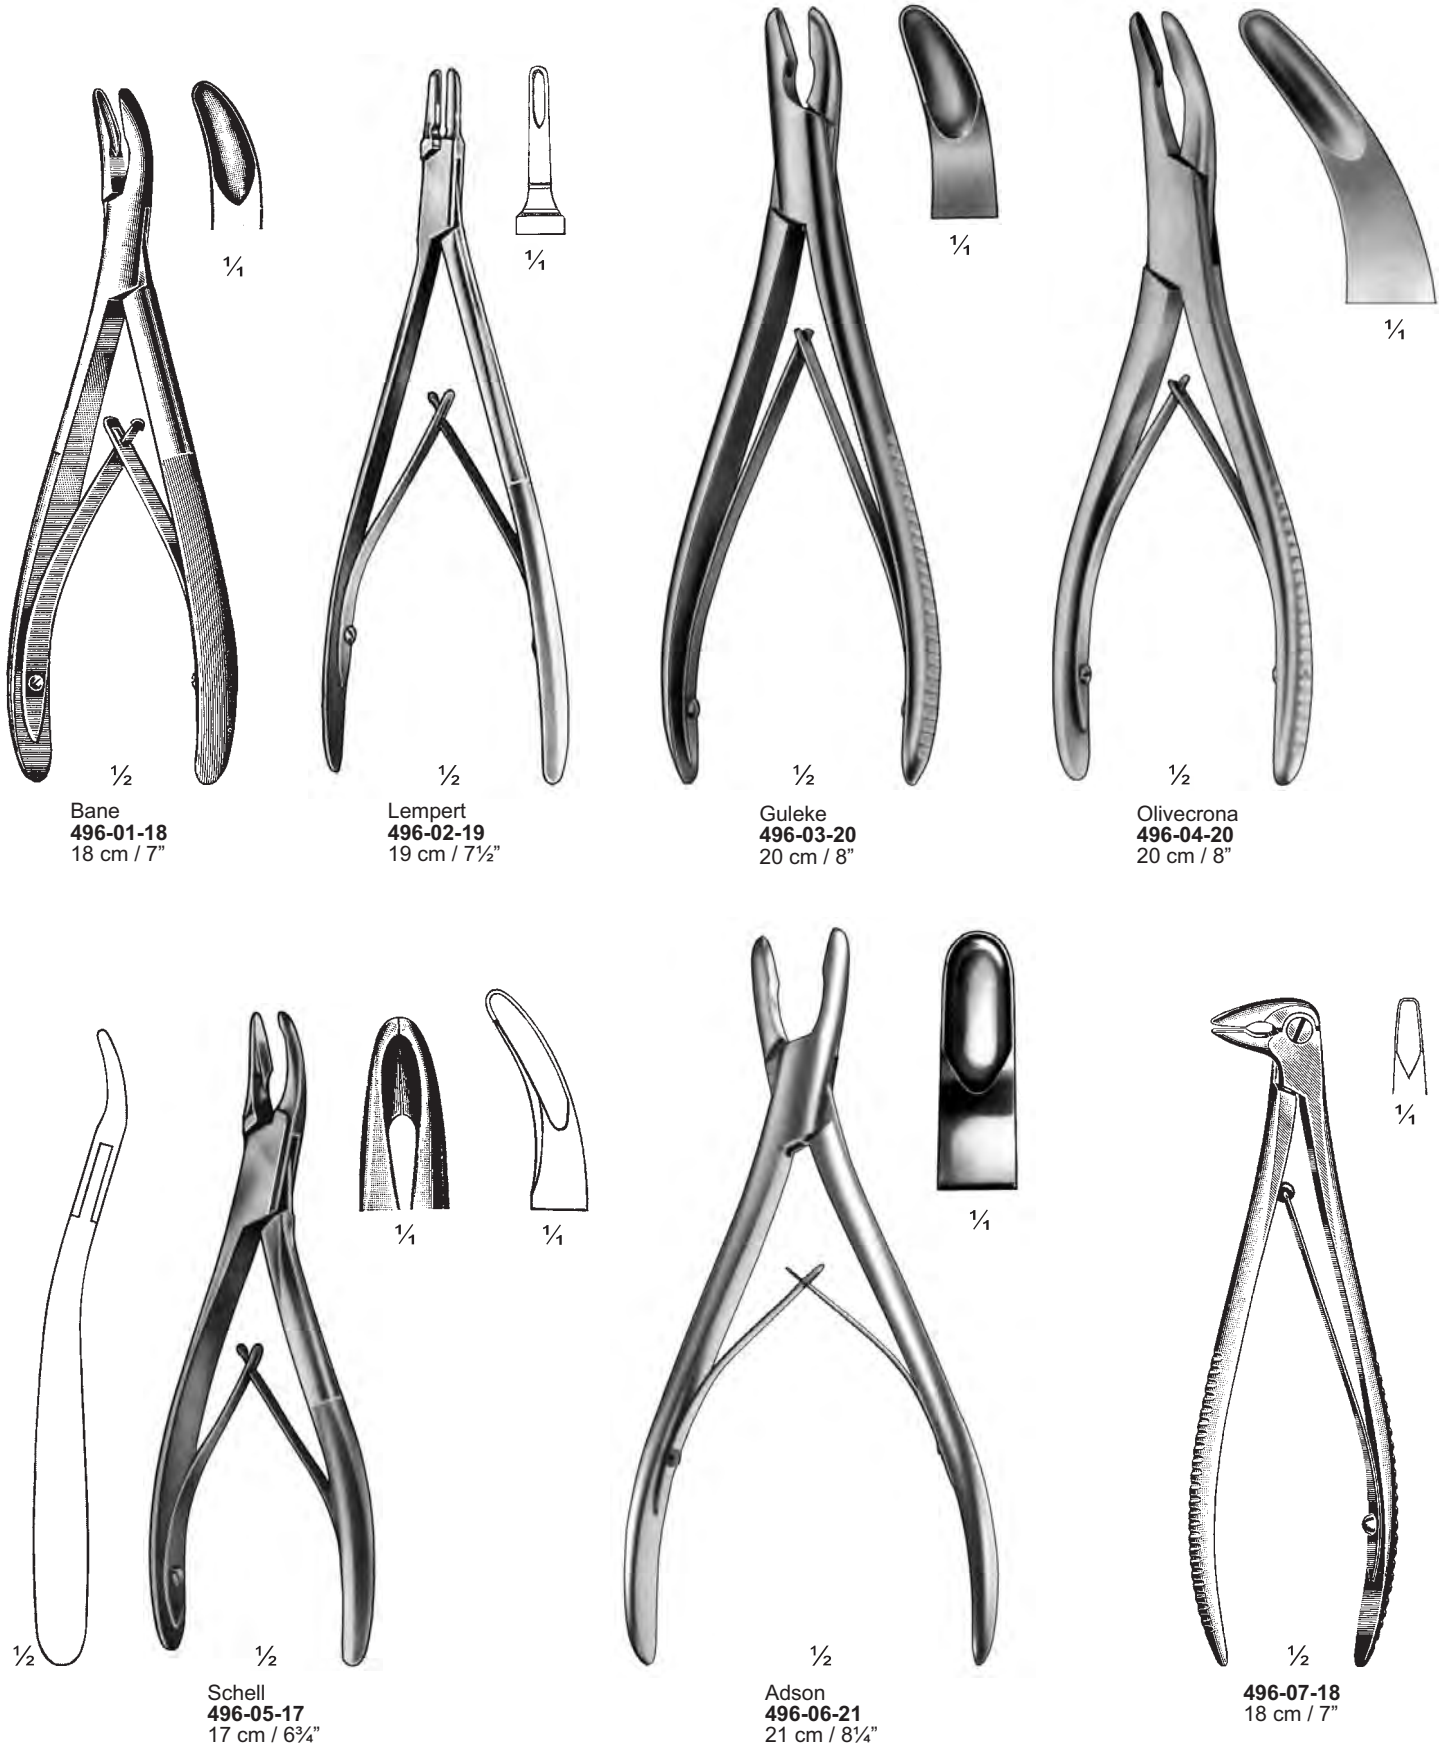 ¹⁄₁
¹⁄₁
¹⁄₁
¹⁄₁
½
½
½
½
Bane
496-01-18
18 cm / 7”
Lempert
496-02-19
19 cm / 7½”
Guleke
496-03-20
20 cm / 8”
Olivecrona
496-04-20
20 cm / 8”
¹⁄₁
¹⁄₁
¹⁄₁
¹⁄₁
½
½
½
½
Schell
496-05-17
17 cm / 6¾”
Adson
496-06-21
21 cm / 8¼”
496-07-18
18 cm / 7”